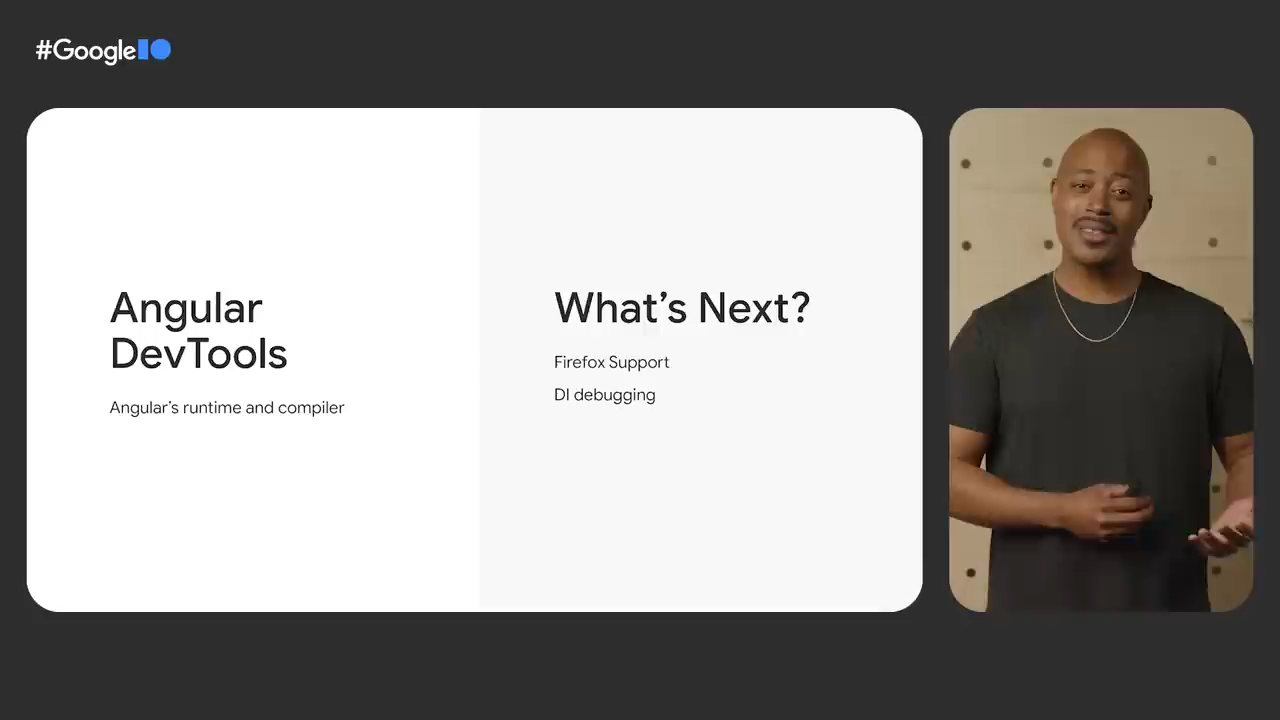 #GoogleIO
Angular
DevTools
Angular’s runtime and compiler
What’s Next?
Firefox Support
DI debugging